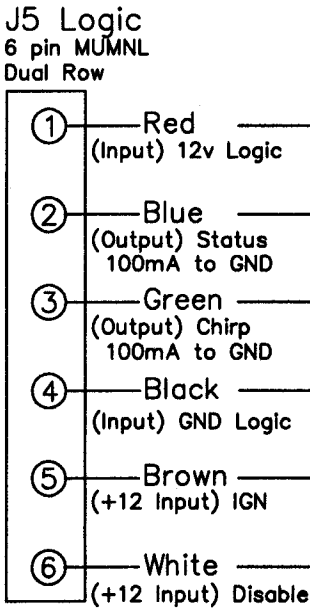 J5 Logic
6 pin MUMNL
Dual Row
1 Red
(Input) 12v Logic
2 Blue
(Output) Status
100mA to GND
3 Green
(Output) Chirp
100mA to GND
4 Black
(Input) GND Logic
5 Brown
(+12 Input) IGN
6 White
(+12 Input) Disable